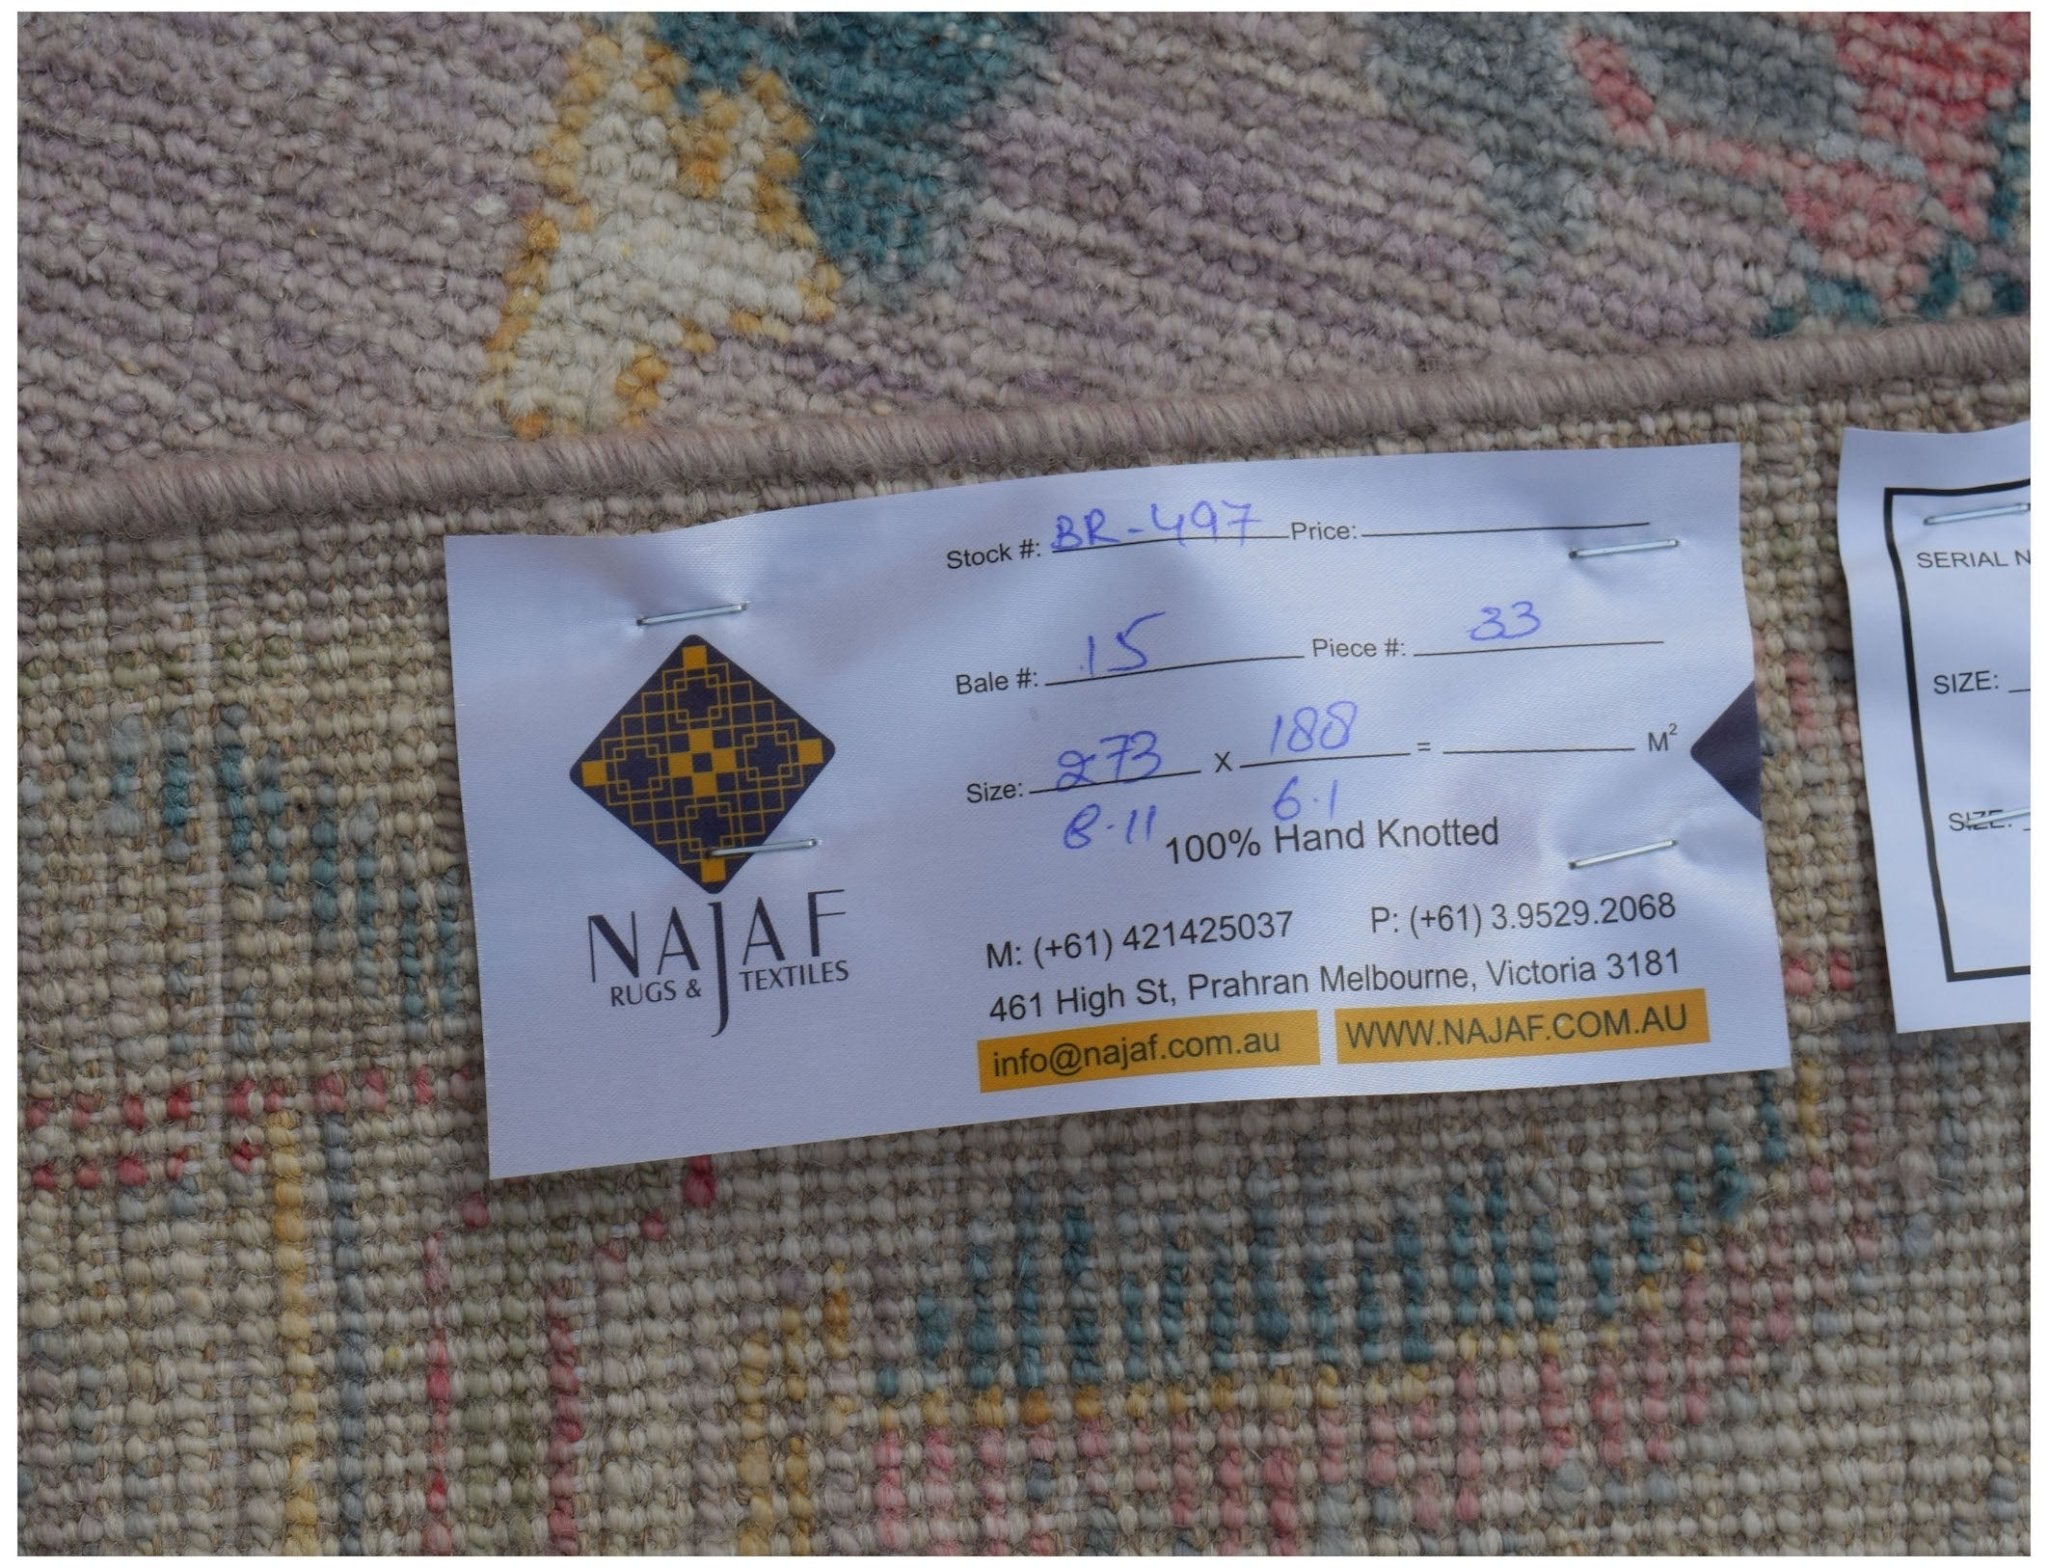 Stock #: BR-497 Price:
Bale #: 15 Piece #: 33
Size: 273 X 188 = M²
8.11 6.1
100% Hand Knotted
NAJAF
RUGS & TEXTILES
M: (+61) 421425037 P: (+61) 3.9529.2068
461 High St, Prahran Melbourne, Victoria 3181
info@najaf.com.au WWW.NAJAF.COM.AU
SERIAL N
SIZE:
SIZE: